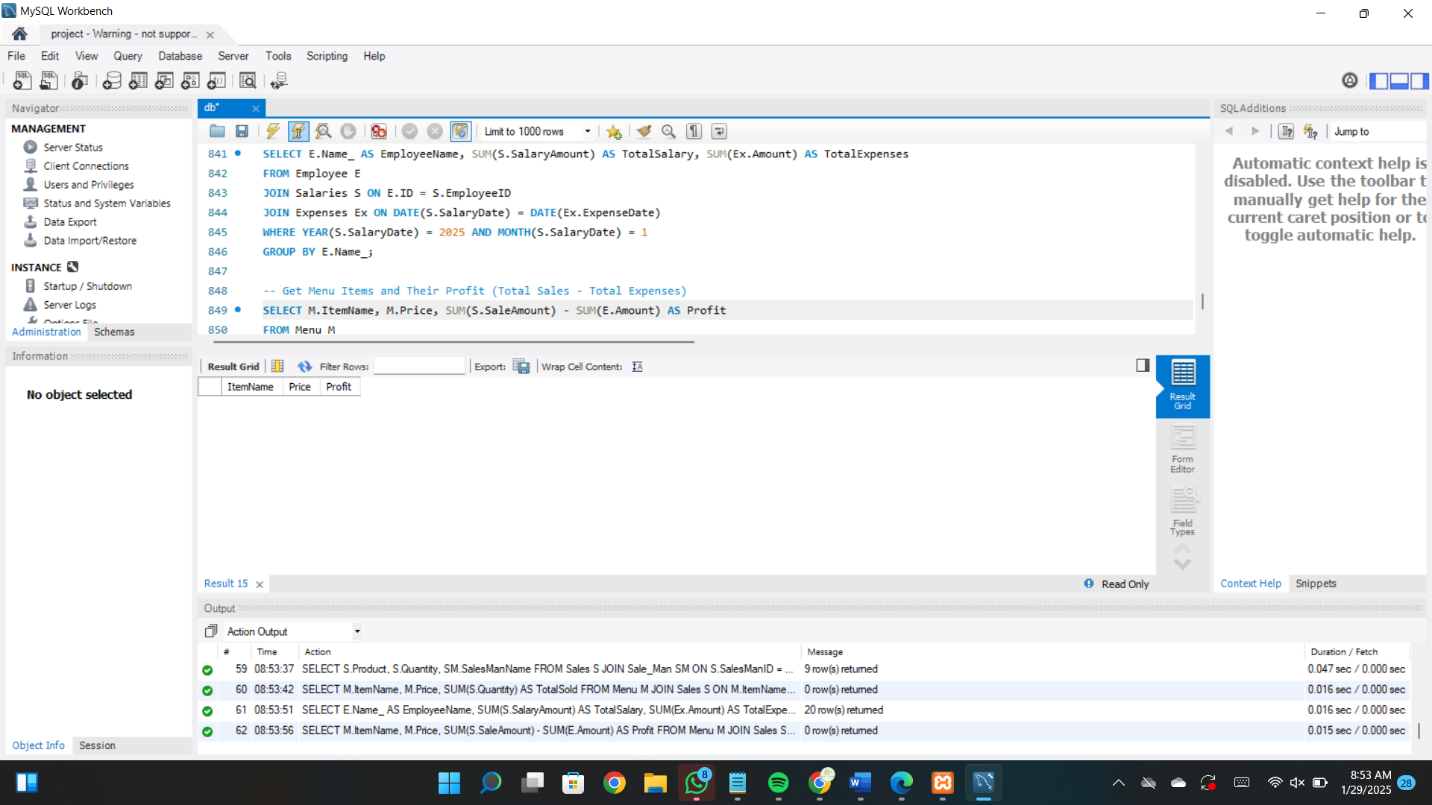 MySQL Workbench
project - Warning - not suppor...
File Edit View Query Database Server Tools Scripting Help
Navigator
MANAGEMENT
Server Status
Client Connections
Users and Privileges
Status and System Variables
Data Export
Data Import/Restore
INSTANCE
Startup / Shutdown
Server Logs
Options File
Administration Schemas
Information
No object selected
Object Info Session
db*
Limit to 1000 rows
841 SELECT E.Name_ AS EmployeeName, SUM(S.SalaryAmount) AS TotalSalary, SUM(Ex.Amount) AS TotalExpenses
842 FROM Employee E
843 JOIN Salaries S ON E.ID = S.EmployeeID
844 JOIN Expenses Ex ON DATE(S.SalaryDate) = DATE(Ex.ExpenseDate)
845 WHERE YEAR(S.SalaryDate) = 2025 AND MONTH(S.SalaryDate) = 1
846 GROUP BY E.Name_;
847
848 -- Get Menu Items and Their Profit (Total Sales - Total Expenses)
849 SELECT M.ItemName, M.Price, SUM(S.SaleAmount) - SUM(E.Amount) AS Profit
850 FROM Menu M
Result Grid Filter Rows: Export: Wrap Cell Content:
ItemName Price Profit
Result Grid
Form Editor
Field Types
Result 15
Read Only
SQLAdditions
Jump to
Automatic context help is
disabled. Use the toolbar t
manually get help for the
current caret position or to
toggle automatic help.
Context Help Snippets
Output
Action Output
# Time Action Message Duration / Fetch
59 08:53:37 SELECT S.Product, S.Quantity, SM.SalesManName FROM Sales S JOIN Sale_Man SM ON S.SalesManID = ... 9 row(s) returned 0.047 sec / 0.000 sec
60 08:53:42 SELECT M.ItemName, M.Price, SUM(S.Quantity) AS TotalSold FROM Menu M JOIN Sales S ON M.ItemName... 0 row(s) returned 0.016 sec / 0.000 sec
61 08:53:51 SELECT E.Name_ AS EmployeeName, SUM(S.SalaryAmount) AS TotalSalary, SUM(Ex.Amount) AS TotalExpe... 20 row(s) returned 0.016 sec / 0.000 sec
62 08:53:56 SELECT M.ItemName, M.Price, SUM(S.SaleAmount) - SUM(E.Amount) AS Profit FROM Menu M JOIN Sales S... 0 row(s) returned 0.015 sec / 0.000 sec
8
8:53 AM
1/29/2025
28